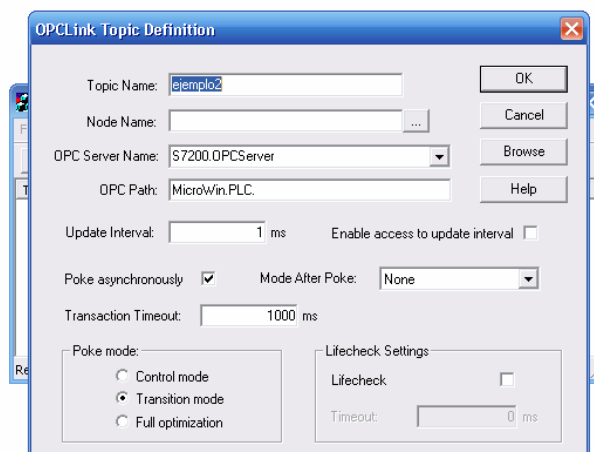 OPCLink Topic Definition
Topic Name: ejemplo2
OK
Node Name:
...
Cancel
OPC Server Name: S7200.OPCServer
Browse
OPC Path: MicroWin.PLC.
Help
Update Interval: 1 ms
Enable access to update interval
Poke asynchronously
Mode After Poke: None
Transaction Timeout: 1000 ms
Poke mode:
Lifecheck Settings
Control mode
Lifecheck
Transition mode
Timeout: 0 ms
Full optimization